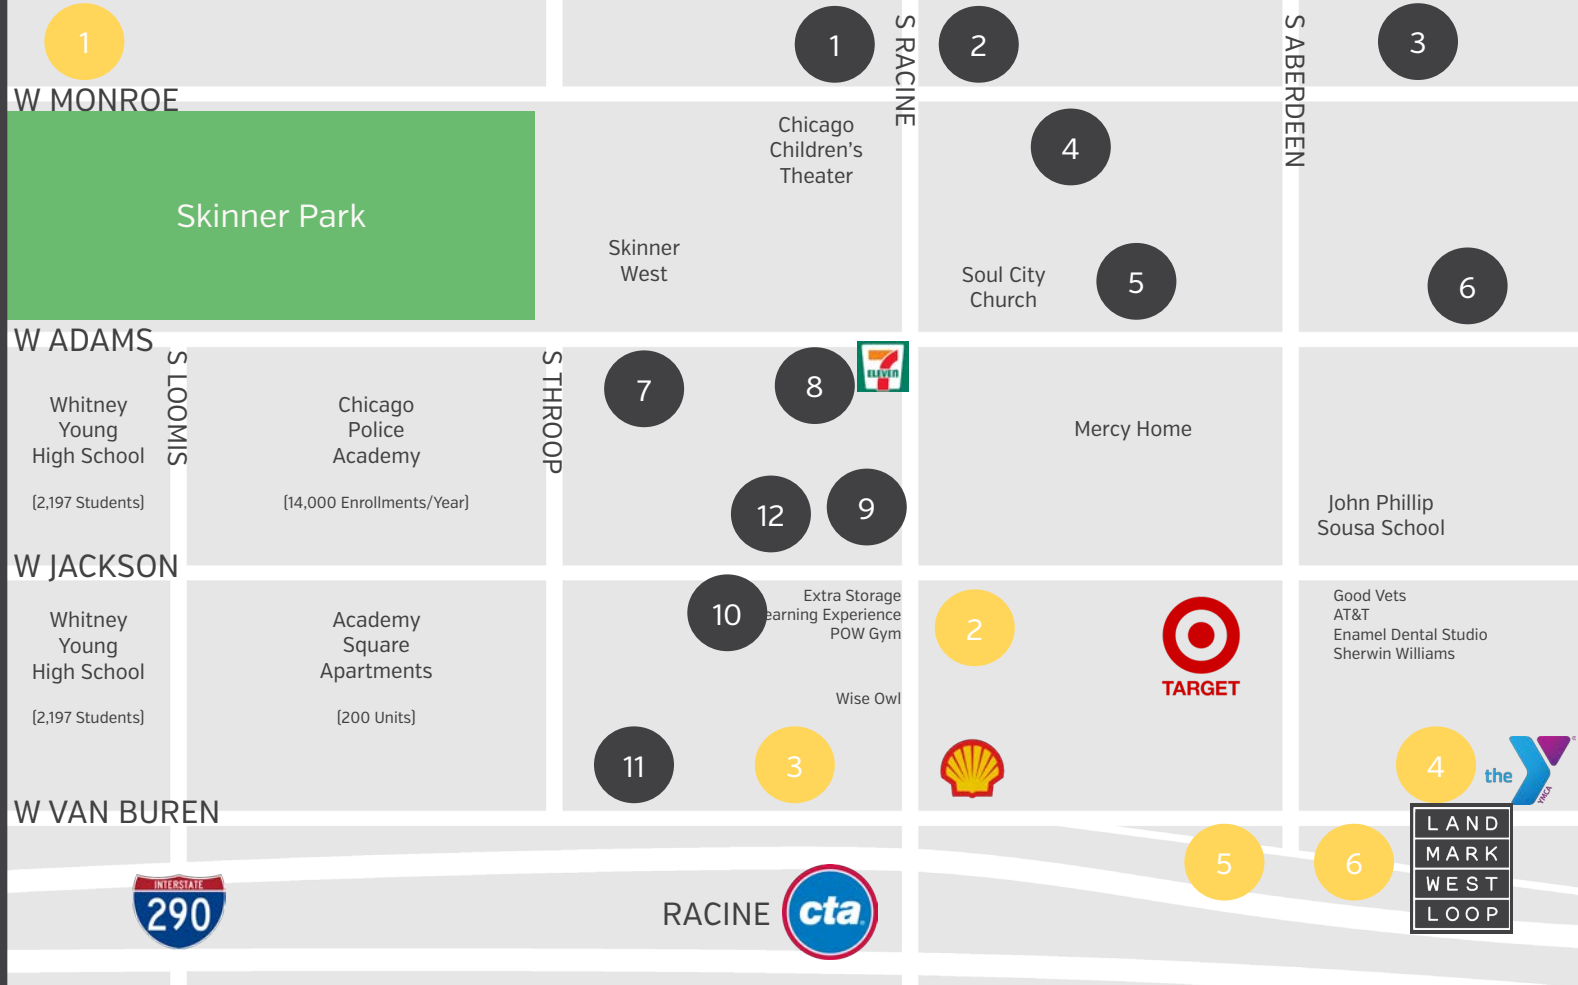 1
1
2
3
W MONROE
S RACINE
S ABERDEEN
Chicago
Children's
Theater
4
Skinner Park
Skinner
West
Soul City
Church
5
6
W ADAMS
S LOOMIS
S THROOP
Whitney
Young
High School
(2,197 Students)
Chicago
Police
Academy
(14,000 Enrollments/Year)
7
8
7
ELEVEN
12
9
Mercy Home
John Phillip
Sousa School
W JACKSON
Whitney
Young
High School
(2,197 Students)
Academy
Square
Apartments
(200 Units)
10
Extra Storage
earning Experience
POW Gym
Wise Owl
11
3
2
TARGET
Good Vets
AT&T
Enamel Dental Studio
Sherwin Williams
4
the
YMCA
W VAN BUREN
5
6
LAND
MARK
WEST
LOOP
INTERSTATE
290
RACINE
cta